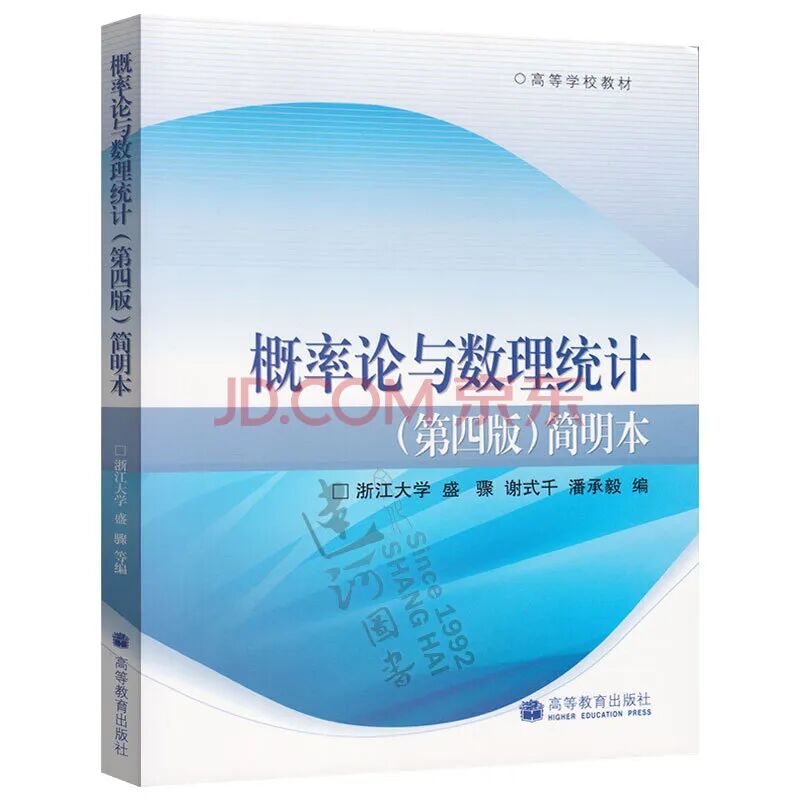 概率论与数理统计(第四版)简明本
□浙江大学 盛 骤 等编
高等教育出版社
○高等学校教材
概率论与数理统计
JD.COM 京东
(第四版)简明本
□浙江大学 盛 骤 谢式千 潘承毅 编
Since 1992
SHANG HAI
图书
高等教育出版社
HIGHER EDUCATION PRESS